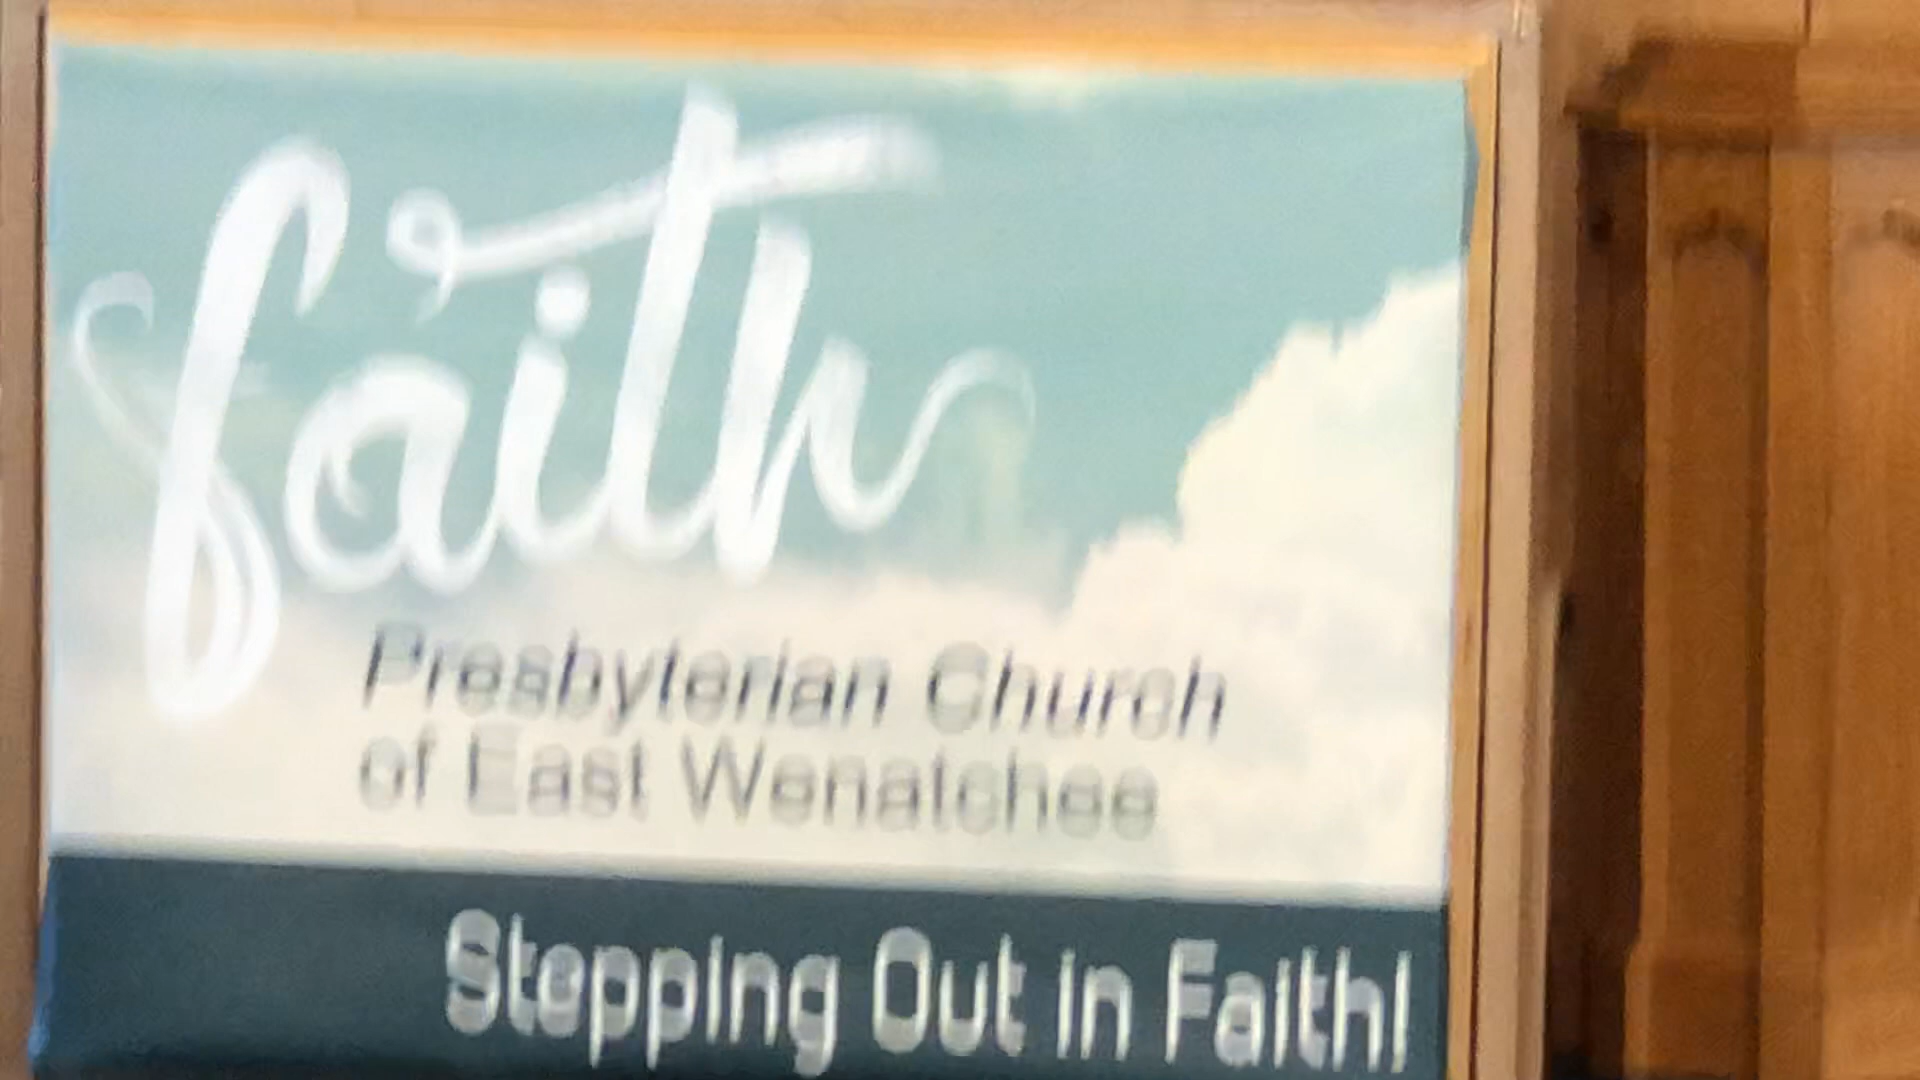 faith
Presbyterian Church
of East Wenatchee
Stepping Out in Faith!